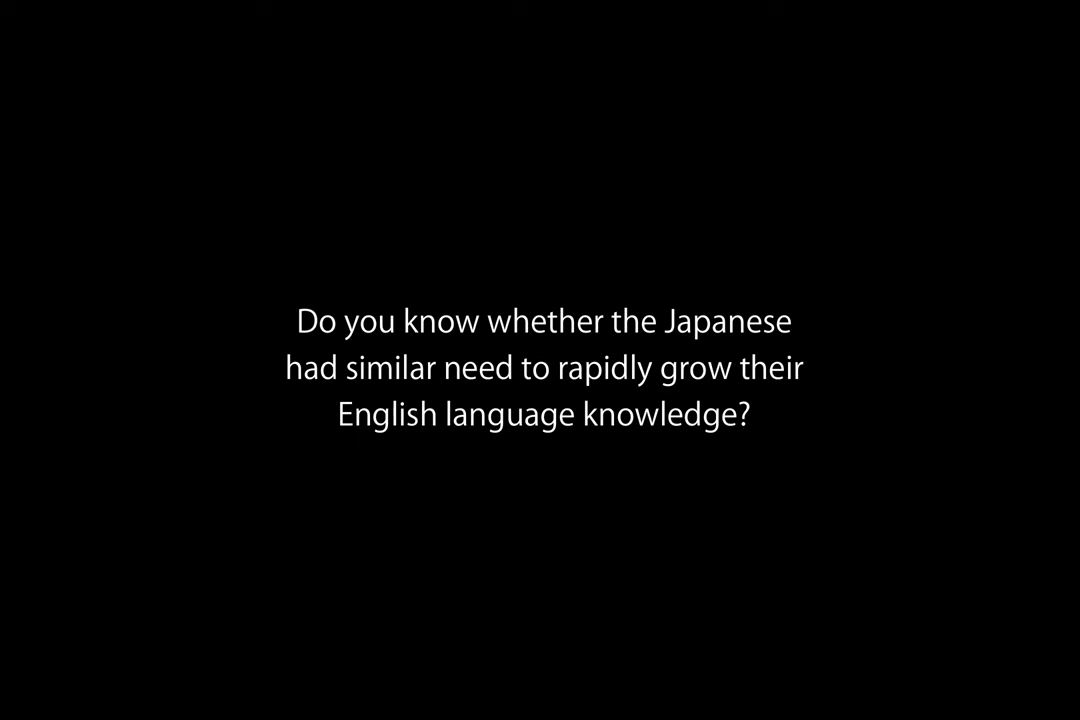 Do you know whether the Japanese
had similar need to rapidly grow their
English language knowledge?